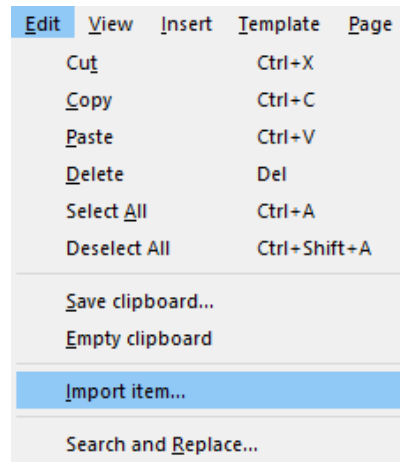 Edit View Insert Template Page
Cut Ctrl+X
Copy Ctrl+C
Paste Ctrl+V
Delete Del
Select All Ctrl+A
Deselect All Ctrl+Shift+A
Save clipboard...
Empty clipboard
Import item...
Search and Replace...